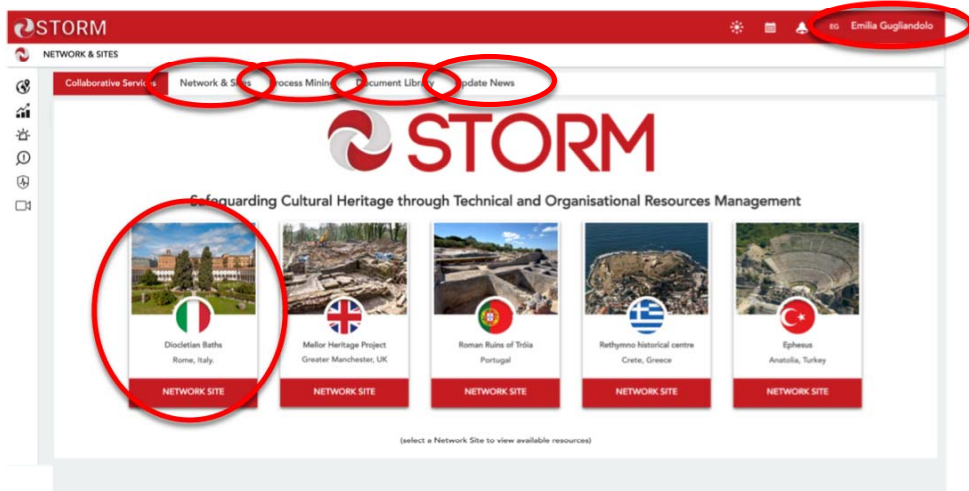 STORM
EG Emilia Gugliandolo
NETWORK & SITES
Collaborative Services Network & Sites Process Mining Document Library Update News
STORM
Safeguarding Cultural Heritage through Technical and Organisational Resources Management
Diocletian Baths
Rome, Italy.
NETWORK SITE
Mellor Heritage Project
Greater Manchester, UK
NETWORK SITE
Roman Ruins of Tróia
Portugal
NETWORK SITE
Rethymno historical centre
Crete, Greece
NETWORK SITE
Ephesus
Anatolia, Turkey
NETWORK SITE
(select a Network Site to view available resources)